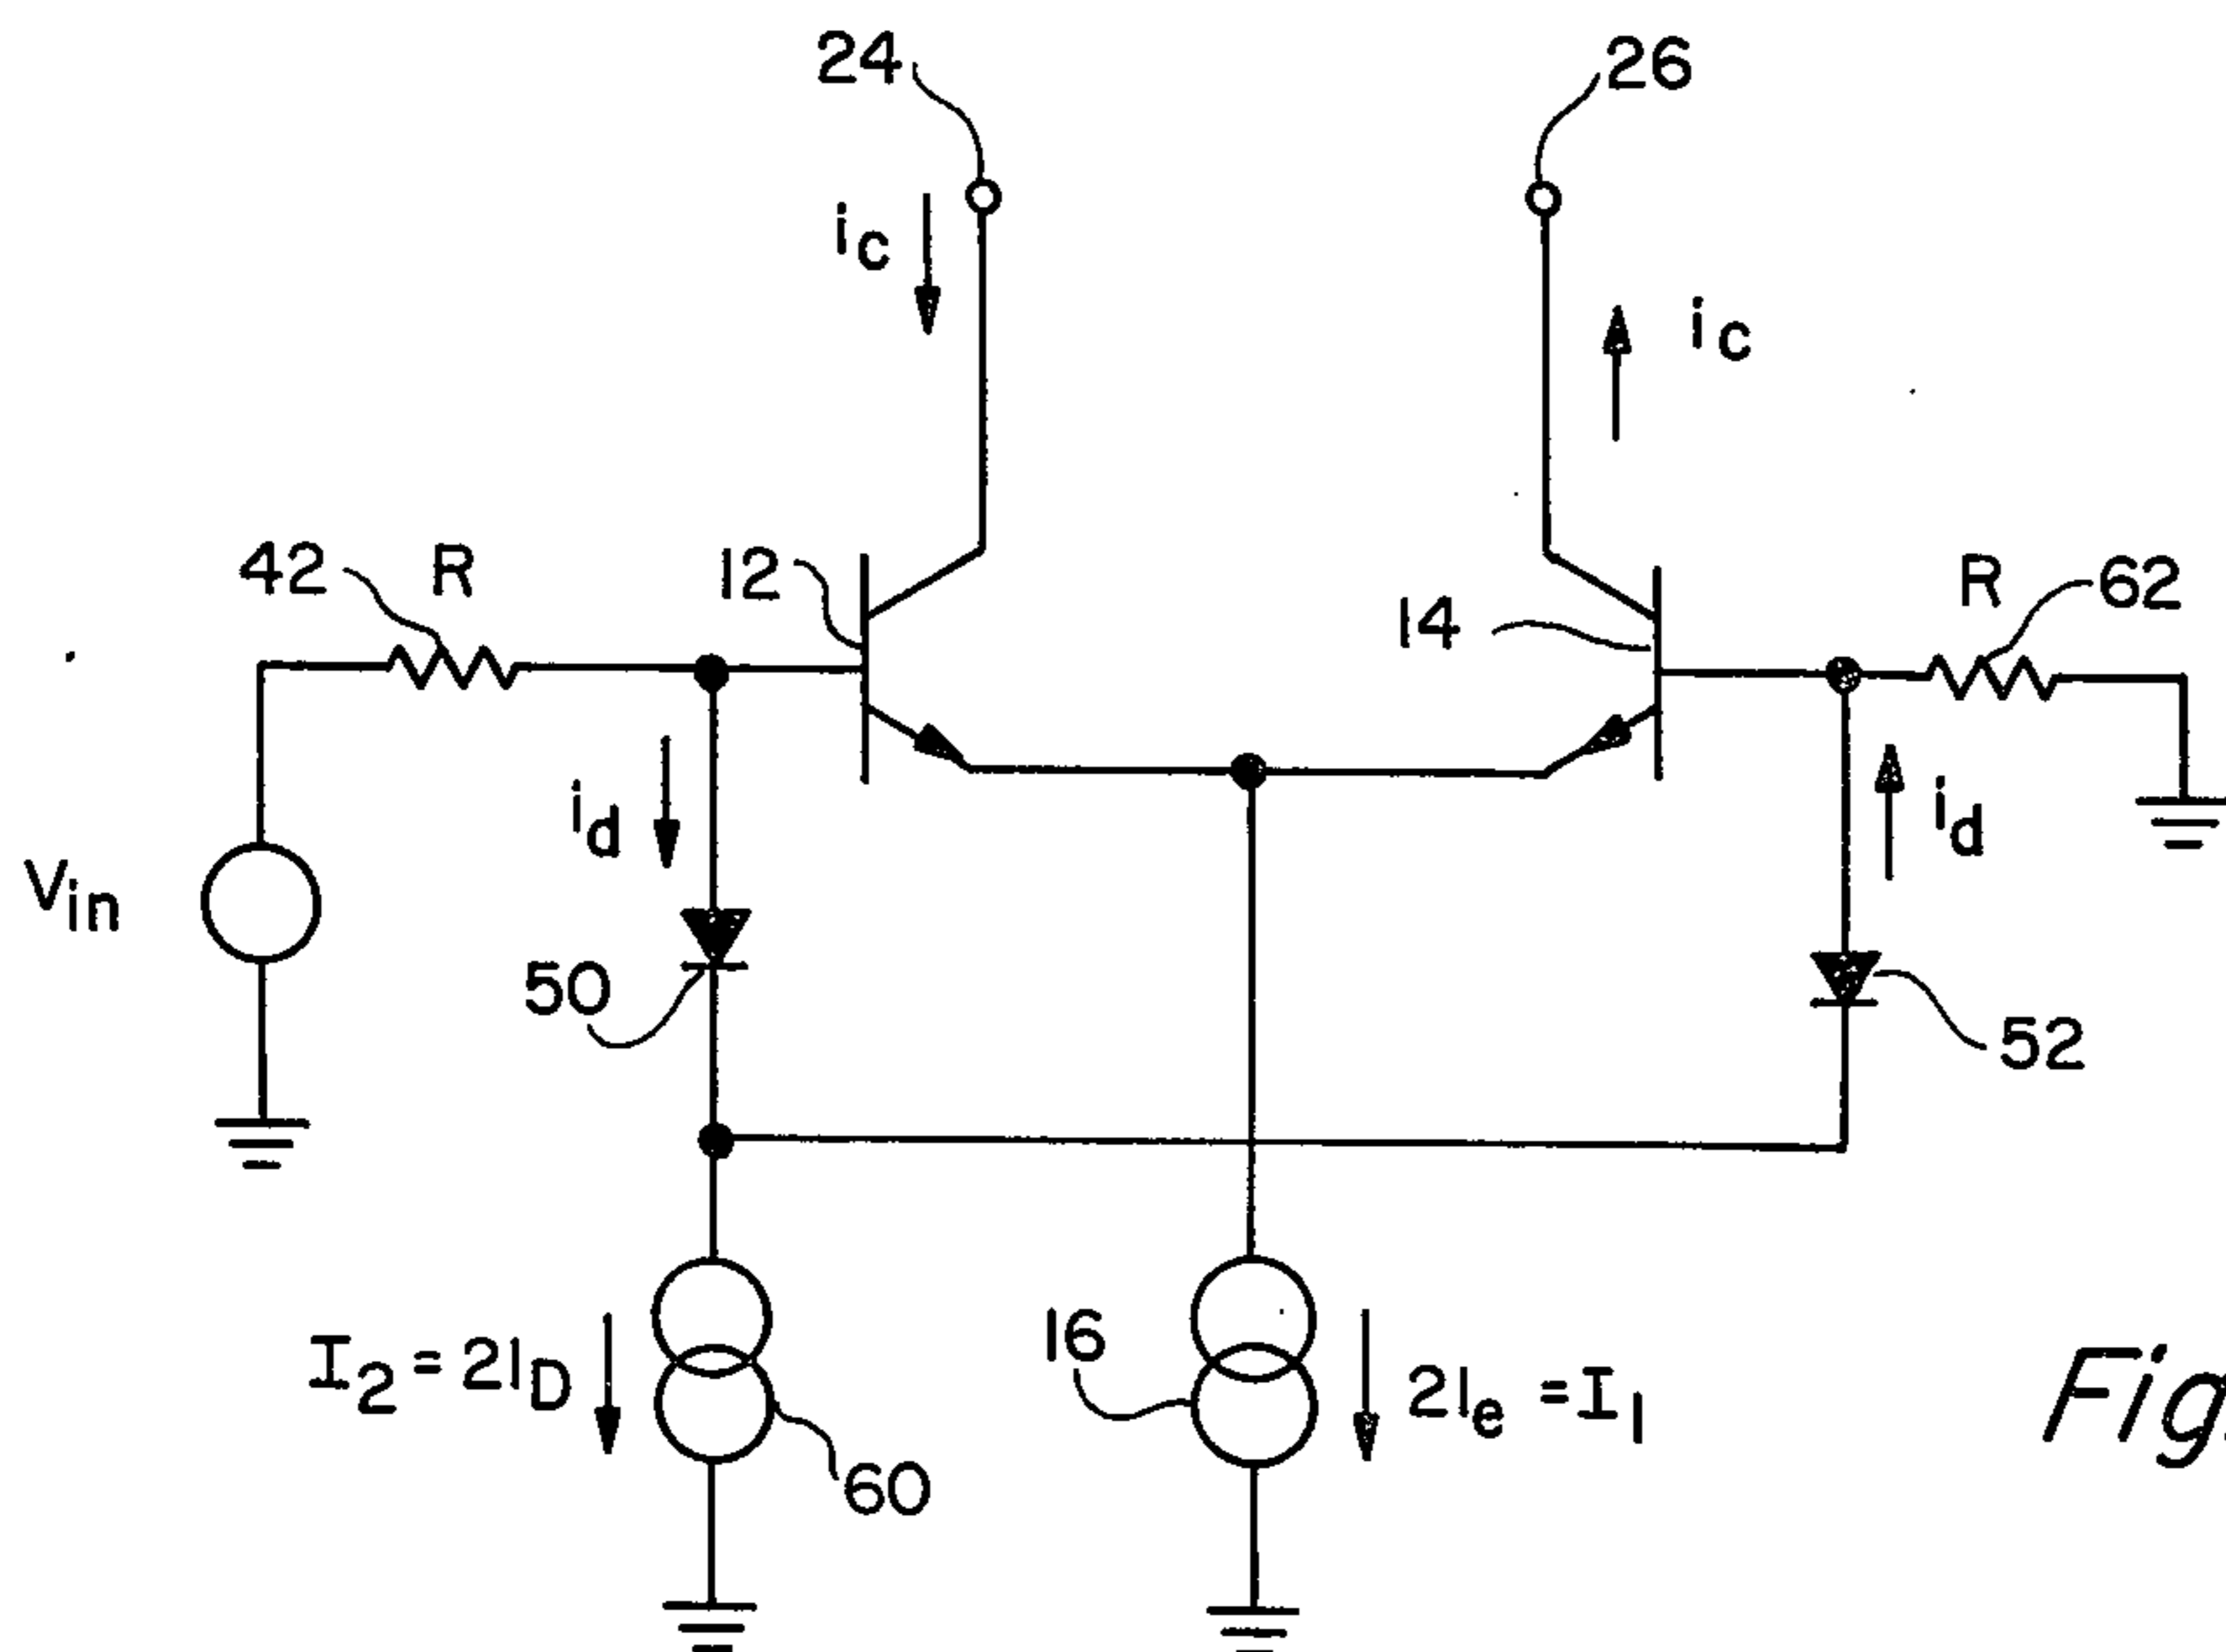 24
26
ic
ic
42
R
12
14
R
62
id
id
Vin
50
52
I2 = 2ID
16
2Ie = I1
60
Fig.